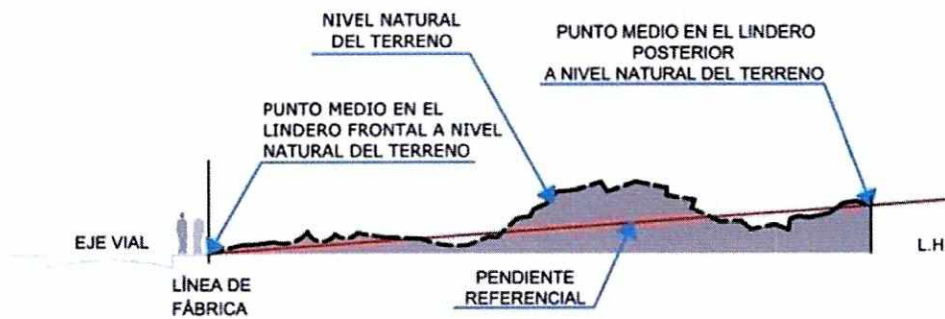 NIVEL NATURAL
DEL TERRENO
PUNTO MEDIO EN EL LINDERO
POSTERIOR
A NIVEL NATURAL DEL TERRENO
PUNTO MEDIO EN EL
LINDERO FRONTAL A NIVEL
NATURAL DEL TERRENO
EJE VIAL
L.H
LÍNEA DE
FÁBRICA
PENDIENTE
REFERENCIAL